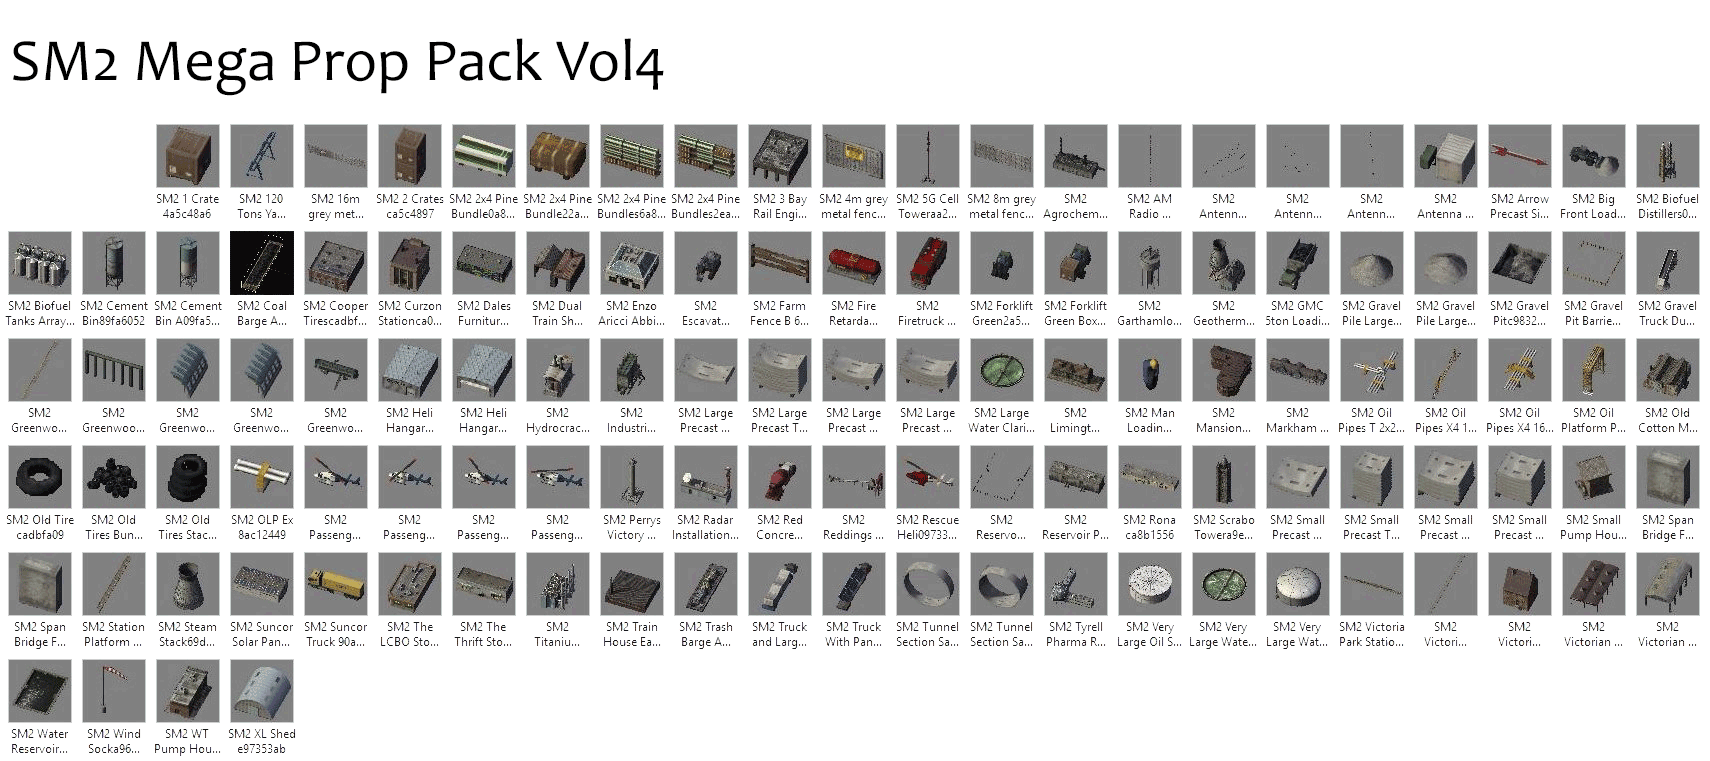 SM2 Mega Prop Pack Vol4
SM2 1 Crate
4a5c48a6
SM2 120
Tons Ya...
SM2 16m
grey met...
SM2 2 Crates
ca5c4897
SM2 2x4 Pine
Bundle0a8...
SM2 2x4 Pine
Bundle22a...
SM2 2x4 Pine
Bundles6a8...
SM2 2x4 Pine
Bundles2ea...
SM2 3 Bay
Rail Engi...
SM2 4m grey
metal fenc...
SM2 5G Cell
Toweraa2...
SM2 8m grey
metal fenc...
SM2
Agrochem...
SM2 AM
Radio ...
SM2
Antenn...
SM2
Antenn...
SM2
Antenn...
SM2
Antenna ...
SM2 Arrow
Precast Si...
SM2 Big
Front Load...
SM2 Biofuel
Distillers0...
SM2 Biofuel
Tanks Array...
SM2 Cement
Bin89fa6052
SM2 Cement
Bin A09fa5...
SM2 Coal
Barge A...
SM2 Cooper
Tirescadbf...
SM2 Curzon
Stationca0...
SM2 Dales
Furnitur...
SM2 Dual
Train Sh...
SM2 Enzo
Aricci Abbi...
SM2
Escavat...
SM2 Farm
Fence B 6...
SM2 Fire
Retarda...
SM2
Firetruck ...
SM2 Forklift
Green2a5...
SM2 Forklift
Green Box...
SM2
Garthamlo...
SM2
Geotherm...
SM2 GMC
5ton Loadi...
SM2 Gravel
Pile Large...
SM2 Gravel
Pile Large...
SM2 Gravel
Pitc9832...
SM2 Gravel
Pit Barrie...
SM2 Gravel
Truck Du...
SM2
Greenwo...
SM2
Greenwoo...
SM2
Greenwo...
SM2
Greenwo...
SM2
Greenwo...
SM2 Heli
Hangar...
SM2 Heli
Hangar...
SM2
Hydrocrac...
SM2
Industri...
SM2 Large
Precast ...
SM2 Large
Precast T...
SM2 Large
Precast ...
SM2 Large
Precast ...
SM2 Large
Water Clari...
SM2
Limingt...
SM2 Man
Loadin...
SM2
Mansion...
SM2
Markham ...
SM2 Oil
Pipes T 2x2...
SM2 Oil
Pipes X4 1...
SM2 Oil
Pipes X4 16...
SM2 Oil
Platform P...
SM2 Old
Cotton M...
SM2 Old Tire
cadbfa09
SM2 Old
Tires Bun...
SM2 Old
Tires Stac...
SM2 OLP Ex
8ac12449
SM2
Passeng...
SM2
Passeng...
SM2
Passeng...
SM2
Passeng...
SM2 Perrys
Victory ...
SM2 Radar
Installation...
SM2 Red
Concre...
SM2
Reddings ...
SM2 Rescue
Heli09733...
SM2
Reservo...
SM2
Reservoir P...
SM2 Rona
ca8b1556
SM2 Scrabo
Towera9e...
SM2 Small
Precast ...
SM2 Small
Precast T...
SM2 Small
Precast ...
SM2 Small
Precast ...
SM2 Small
Pump Hou...
SM2 Span
Bridge F...
SM2 Span
Bridge F...
SM2 Station
Platform ...
SM2 Steam
Stack69d...
SM2 Suncor
Solar Pan...
SM2 Suncor
Truck 90a...
SM2 The
LCBO Sto...
SM2 The
Thrift Sto...
SM2
Titaniu...
SM2 Train
House Ea...
SM2 Trash
Barge A...
SM2 Truck
and Larg...
SM2 Truck
With Pan...
SM2 Tunnel
Section Sa...
SM2 Tunnel
Section Sa...
SM2 Tyrell
Pharma R...
SM2 Very
Large Oil S...
SM2 Very
Large Wate...
SM2 Very
Large Wat...
SM2 Victoria
Park Statio...
SM2
Victori...
SM2
Victori...
SM2
Victorian ...
SM2
Victorian ...
SM2 Water
Reservoir...
SM2 Wind
Socka96...
SM2 WT
Pump Hou...
SM2 XL Shed
e97353ab